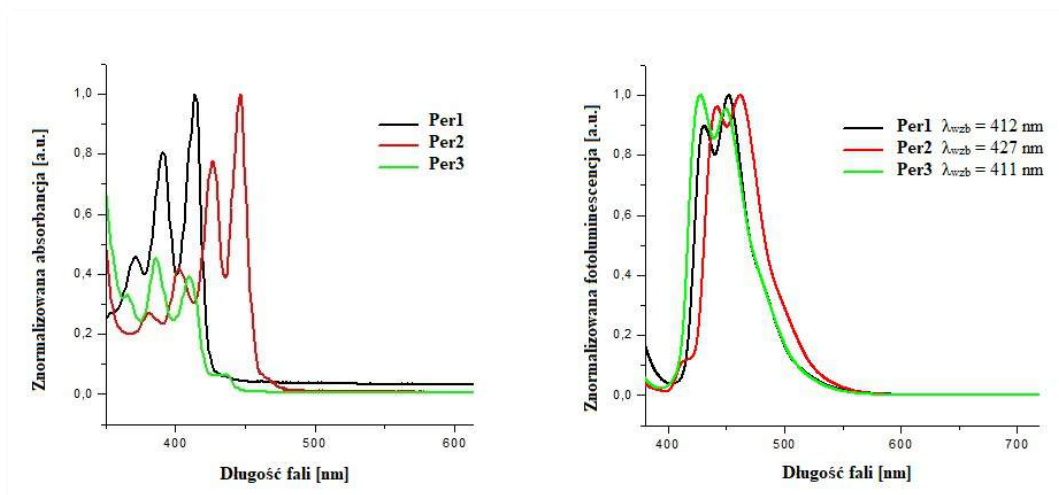 Znormalizowana absorbancja [a.u.]
1,0
0,8
0,6
0,4
0,2
0,0
400
500
600
Długość fali [nm]
Per1
Per2
Per3
Znormalizowana fotoluminescencja [a.u.]
1,0
0,8
0,6
0,4
0,2
0,0
400
500
600
700
Długość fali [nm]
Per1 λwzb = 412 nm
Per2 λwzb = 427 nm
Per3 λwzb = 411 nm